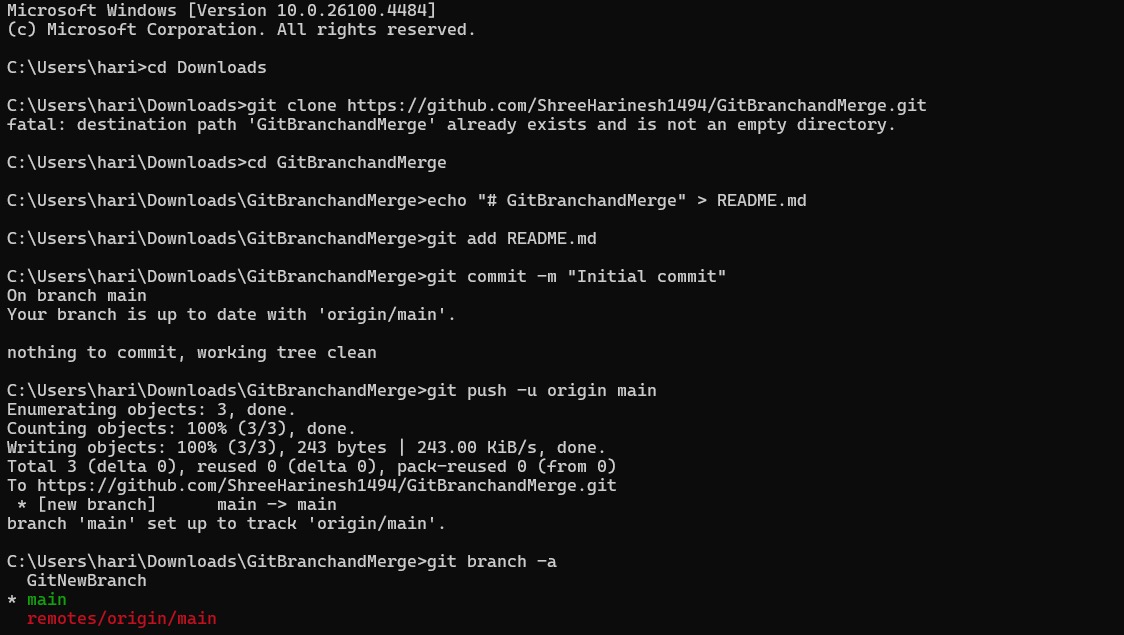 Microsoft Windows [Version 10.0.26100.4484]
(c) Microsoft Corporation. All rights reserved.
C:\Users\hari>cd Downloads
C:\Users\hari\Downloads>git clone https://github.com/ShreeHarinesh1494/GitBranchandMerge.git
fatal: destination path 'GitBranchandMerge' already exists and is not an empty directory.
C:\Users\hari\Downloads>cd GitBranchandMerge
C:\Users\hari\Downloads\GitBranchandMerge>echo "# GitBranchandMerge" > README.md
C:\Users\hari\Downloads\GitBranchandMerge>git add README.md
C:\Users\hari\Downloads\GitBranchandMerge>git commit -m "Initial commit"
On branch main
Your branch is up to date with 'origin/main'.
nothing to commit, working tree clean
C:\Users\hari\Downloads\GitBranchandMerge>git push -u origin main
Enumerating objects: 3, done.
Counting objects: 100% (3/3), done.
Writing objects: 100% (3/3), 243 bytes | 243.00 KiB/s, done.
Total 3 (delta 0), reused 0 (delta 0), pack-reused 0 (from 0)
To https://github.com/ShreeHarinesh1494/GitBranchandMerge.git
 * [new branch]      main -> main
branch 'main' set up to track 'origin/main'.
C:\Users\hari\Downloads\GitBranchandMerge>git branch -a
  GitNewBranch
* main
  remotes/origin/main